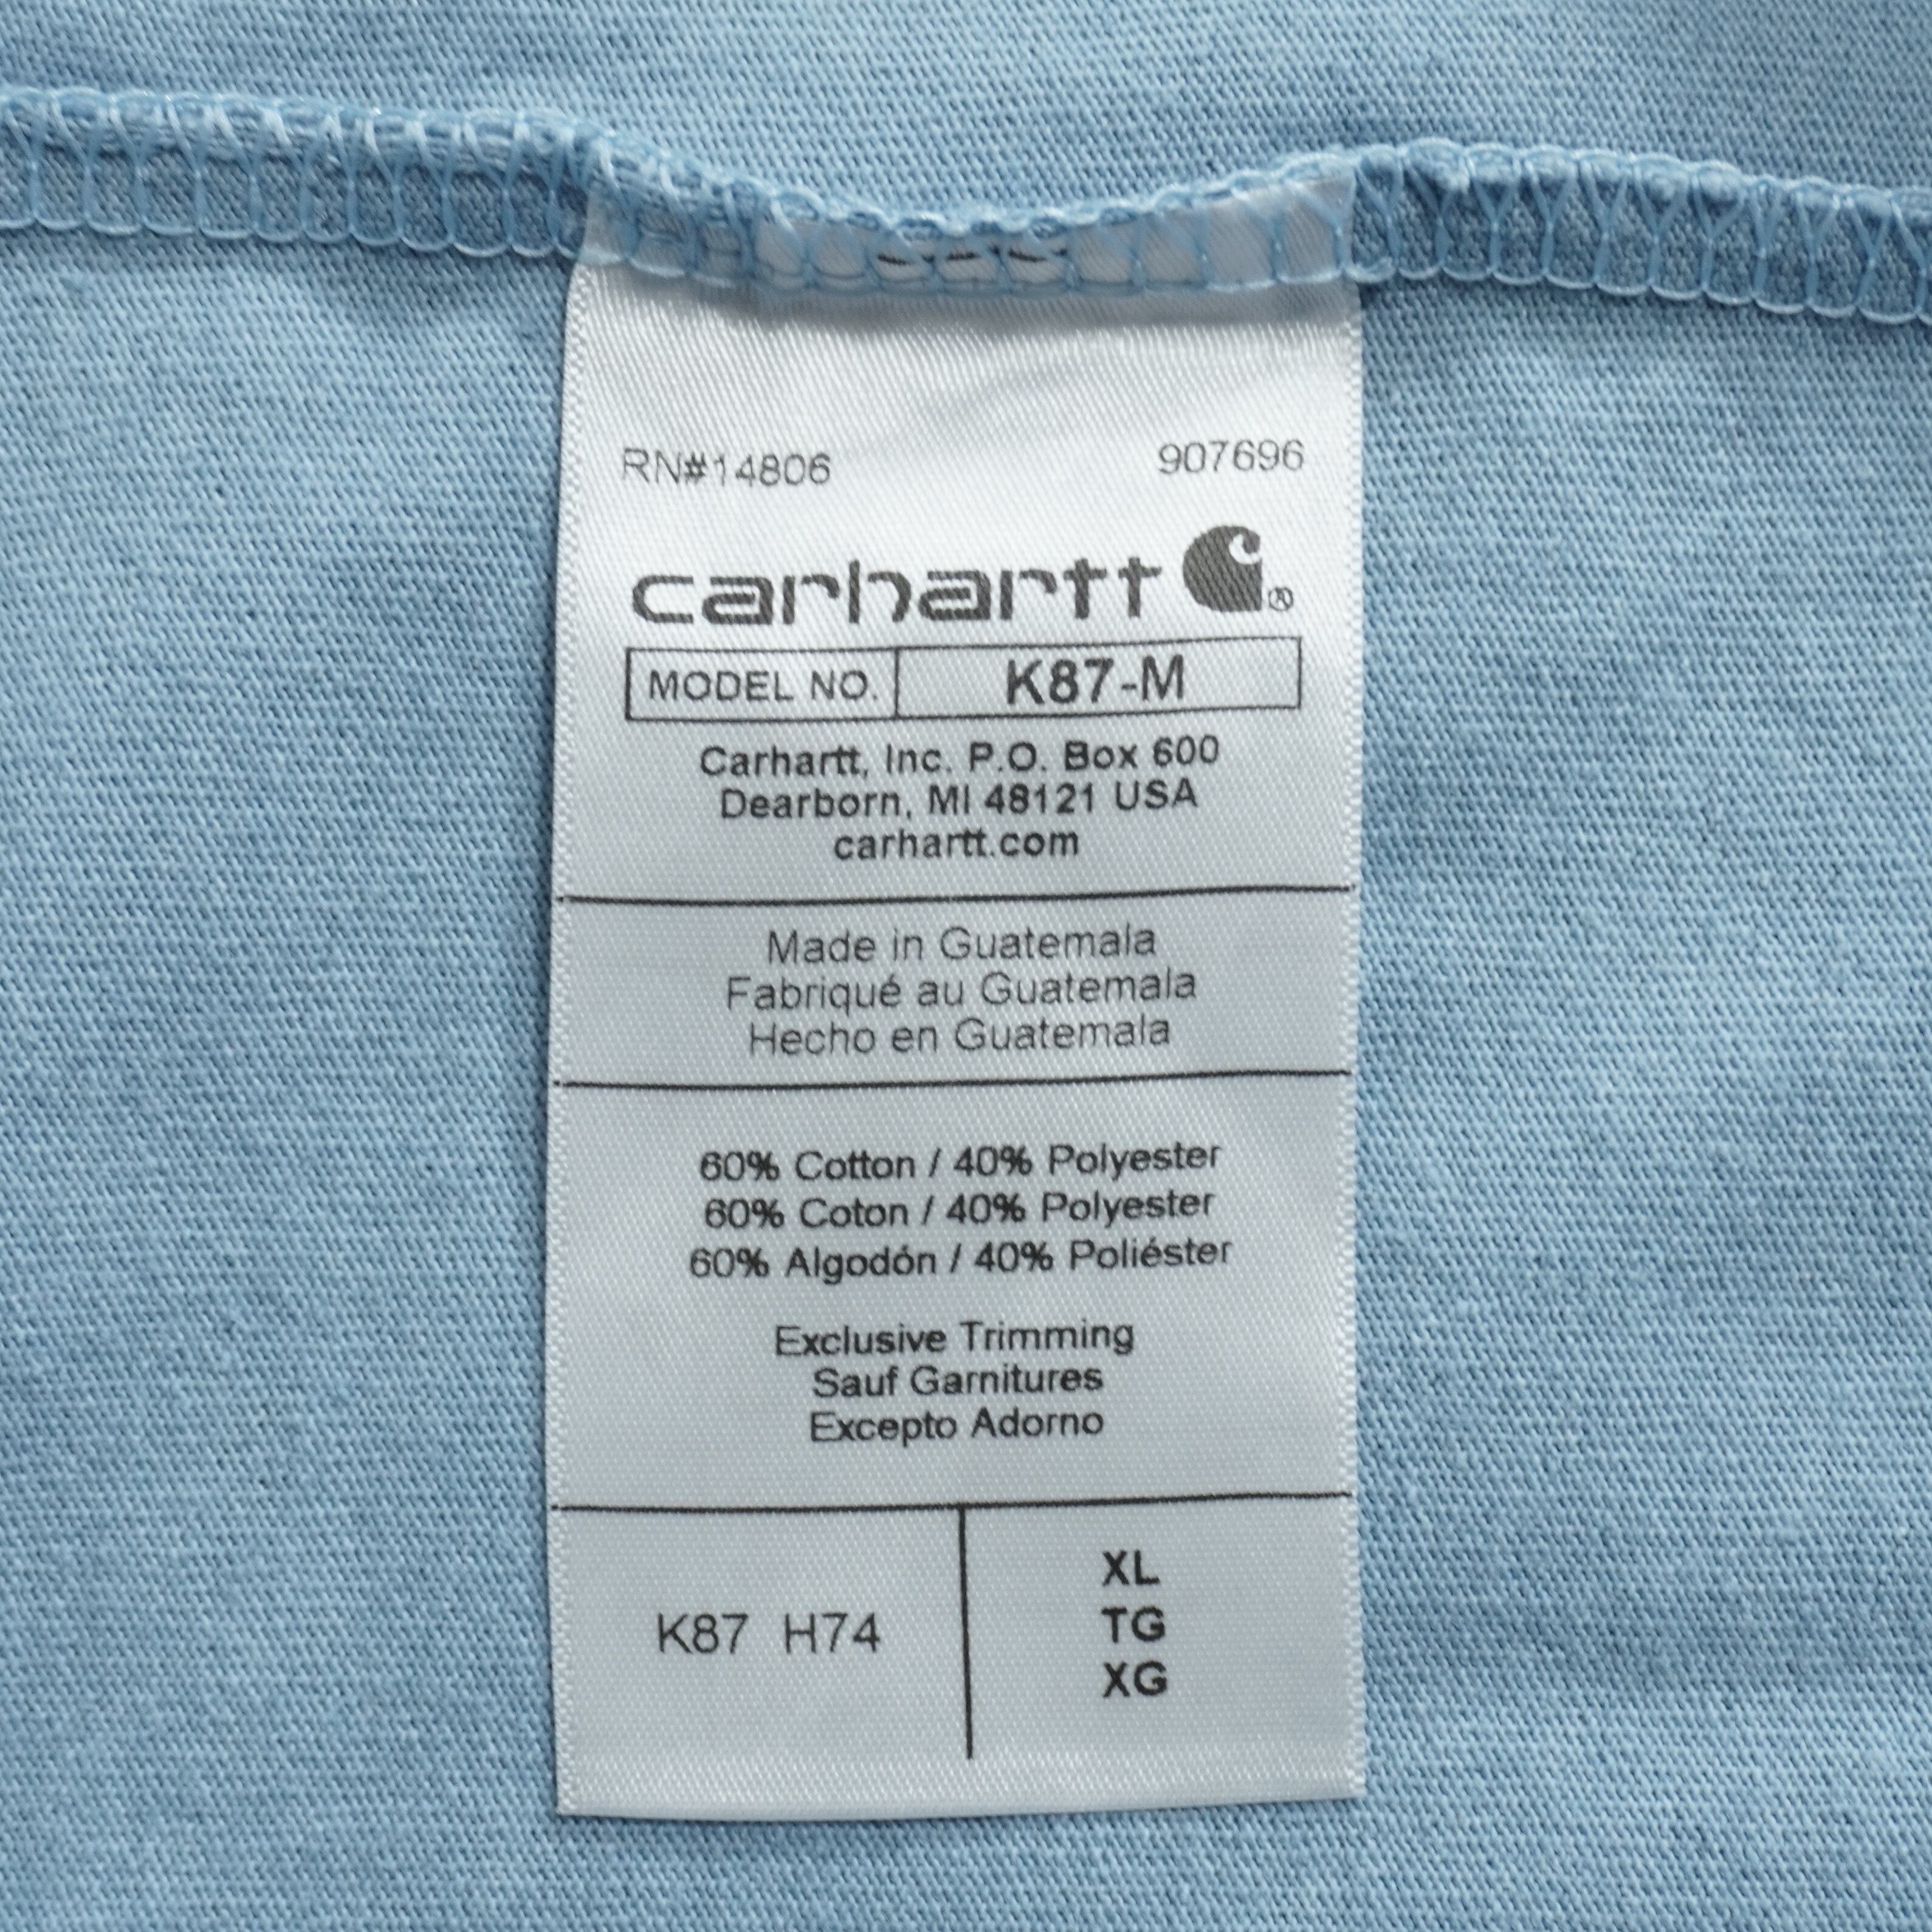 RN#14806 907696
carhartt ®
MODEL NO. K87-M
Carhartt, Inc. P.O. Box 600
Dearborn, MI 48121 USA
carhartt.com
Made in Guatemala
Fabriqué au Guatemala
Hecho en Guatemala
60% Cotton / 40% Polyester
60% Coton / 40% Polyester
60% Algodón / 40% Poliéster
Exclusive Trimming
Sauf Garnitures
Excepto Adorno
K87 H74
XL
TG
XG